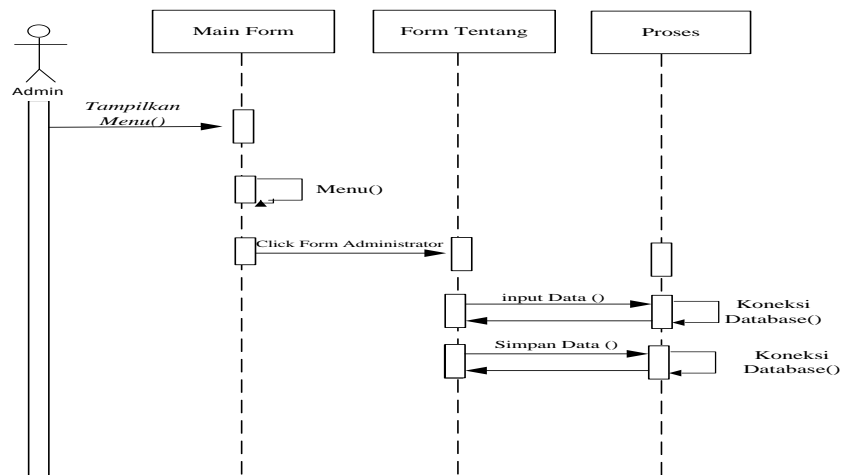 Main Form
Form Tentang
Proses
Admin
Tampilkan
Menu()
Menu()
Click Form Administrator
input Data ()
Koneksi
Database()
Simpan Data ()
Koneksi
Database()